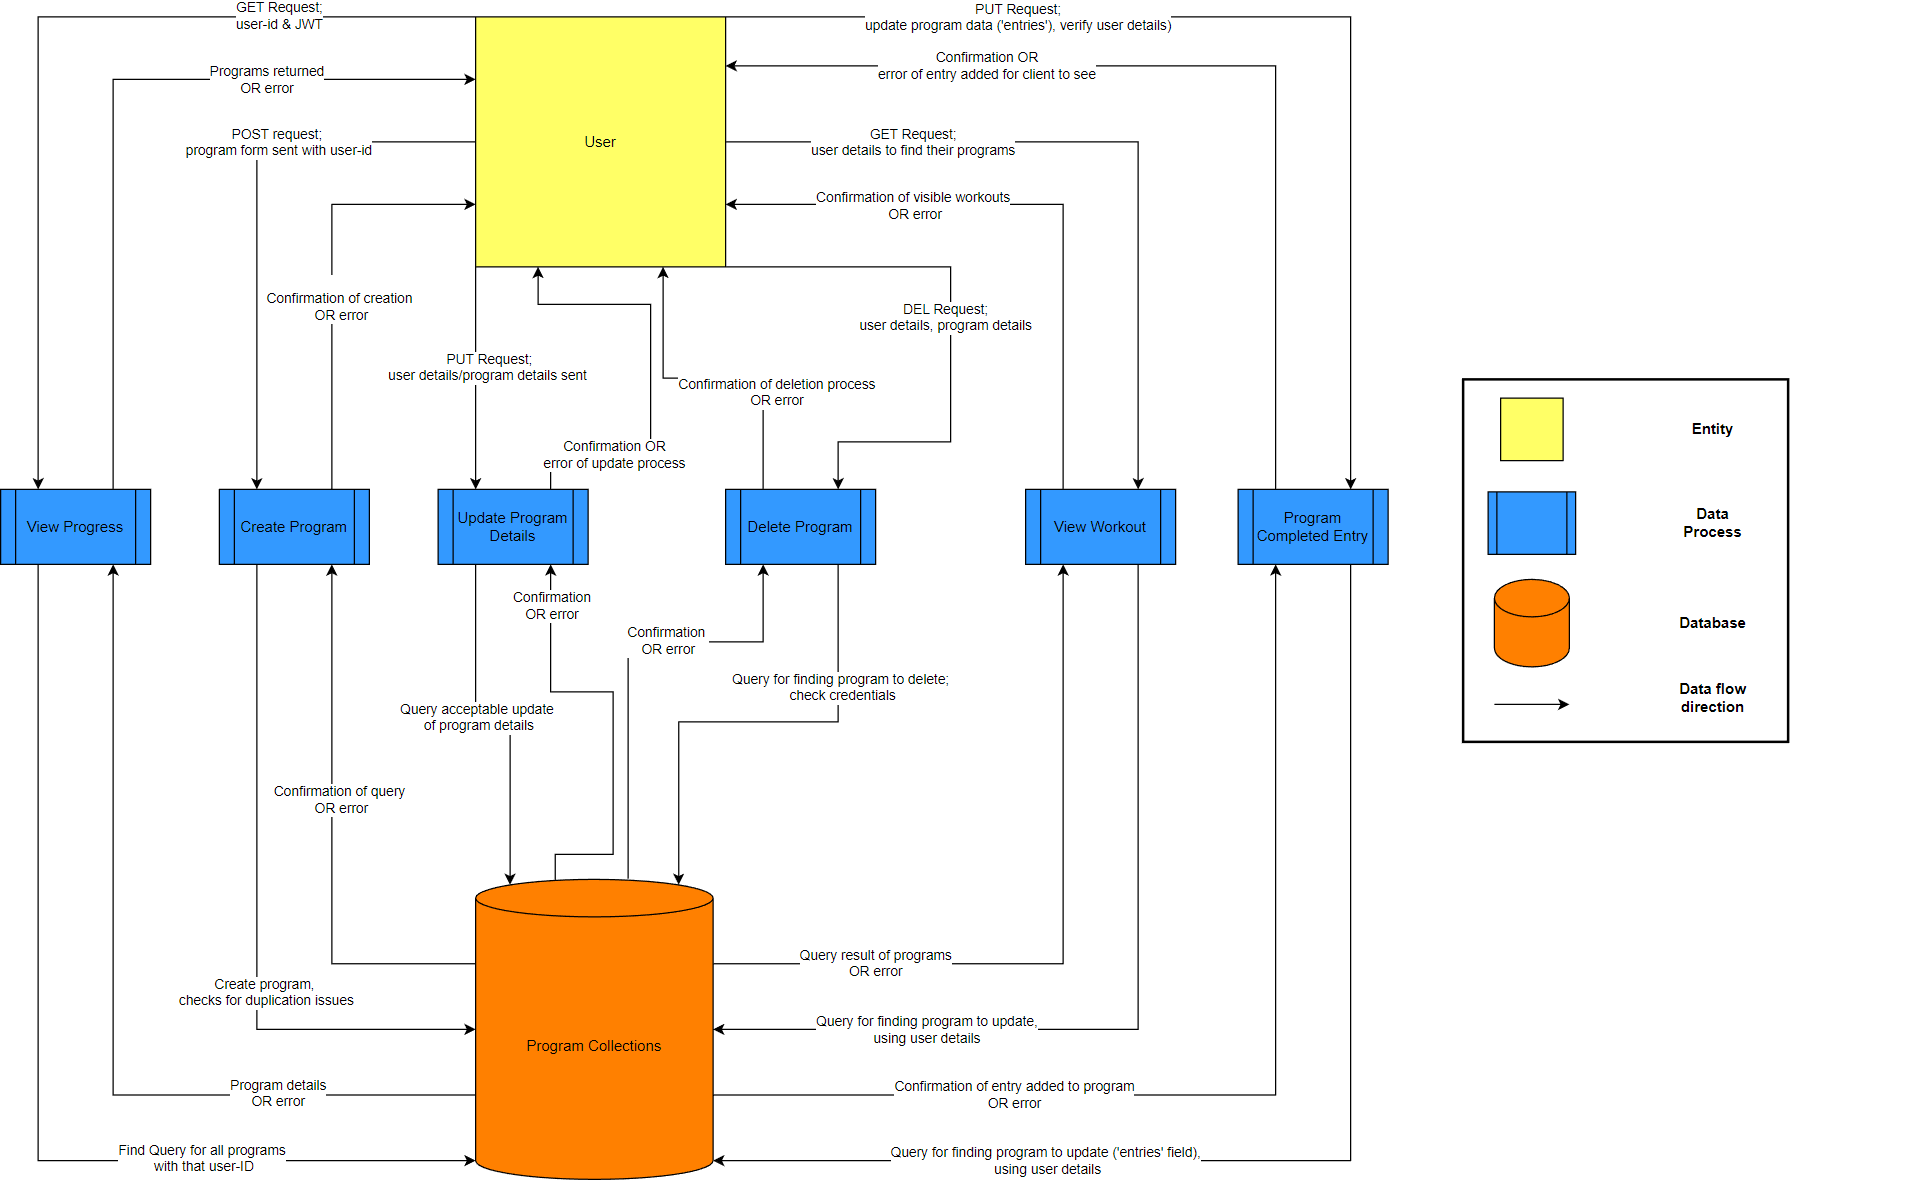 GET Request;
user-id & JWT
PUT Request;
update program data ('entries'), verify user details)
Programs returned
OR error
Confirmation OR
error of entry added for client to see
POST request;
program form sent with user-id
User
GET Request;
user details to find their programs
Confirmation of visible workouts
OR error
Confirmation of creation
OR error
DEL Request;
user details, program details
PUT Request;
user details/program details sent
Confirmation of deletion process
OR error
Confirmation OR
error of update process
View Progress
Create Program
Update Program
Details
Delete Program
View Workout
Program
Completed Entry
Confirmation
OR error
Confirmation
OR error
Query for finding program to delete;
check credentials
Query acceptable update
of program details
Confirmation of query
OR error
Query result of programs
OR error
Create program,
checks for duplication issues
Query for finding program to update,
using user details
Program Collections
Program details
OR error
Confirmation of entry added to program
OR error
Find Query for all programs
with that user-ID
Query for finding program to update ('entries' field),
using user details
Entity
Data
Process
Database
Data flow
direction